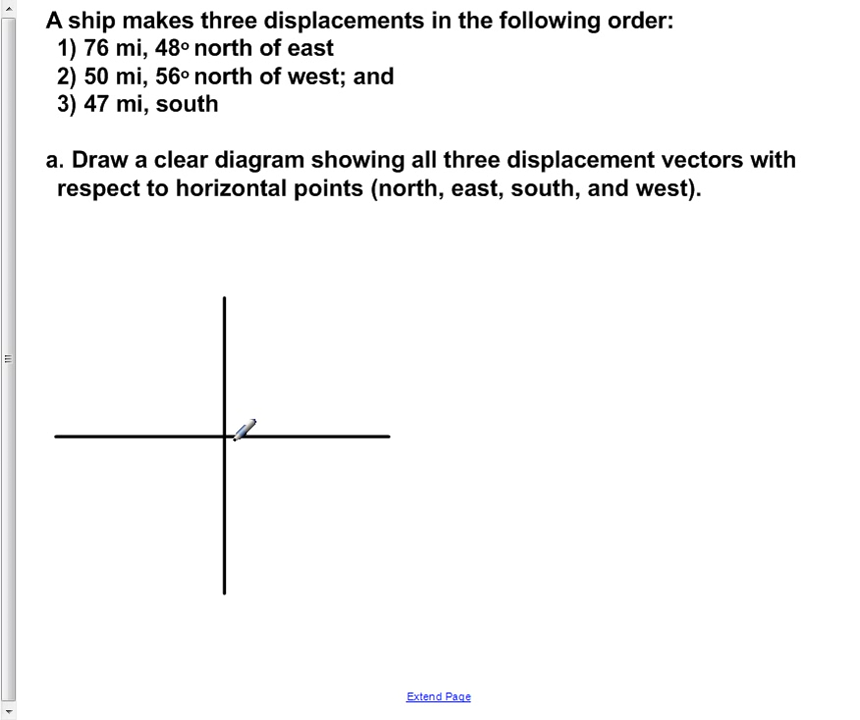 A ship makes three displacements in the following order:
1) 76 mi, 48º north of east
2) 50 mi, 56º north of west; and
3) 47 mi, south
a. Draw a clear diagram showing all three displacement vectors with
respect to horizontal points (north, east, south, and west).
Extend Page